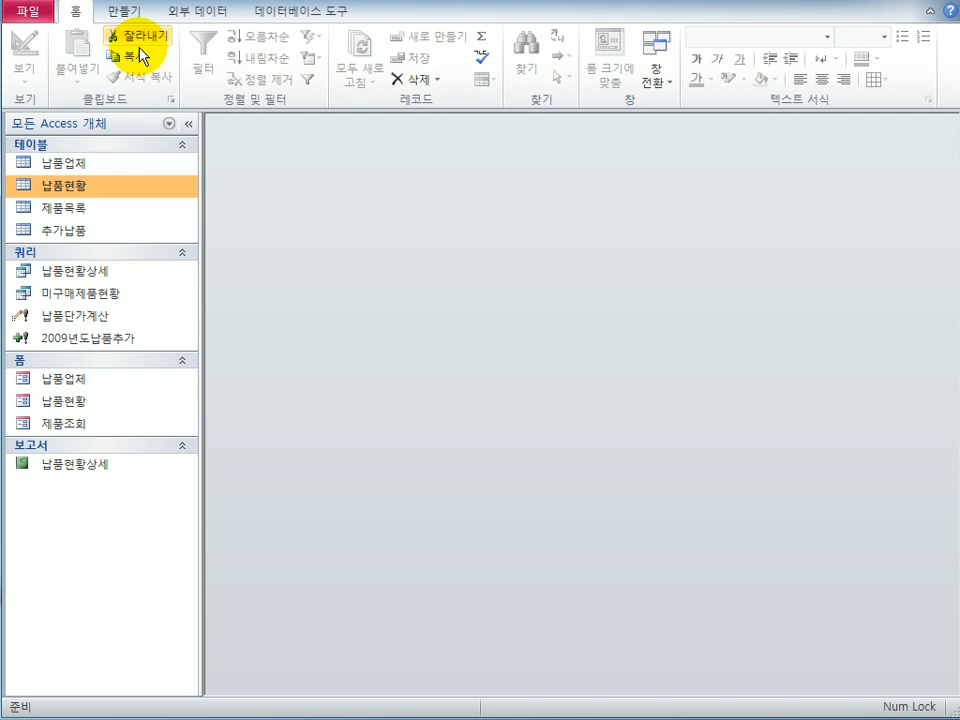 파일 홈 만들기 외부 데이터 데이터베이스 도구
보기
보기
붙여넣기
잘라내기
서식 복사
클립보드
필터
오름차순
내림차순
정렬 제거
정렬 및 필터
모두 새로
고침
새로 만들기
저장
삭제
레코드
찾기
찾기
폼 크기에
맞춤
창
전환
창
가 가 가
가
텍스트 서식
모든 Access 개체
테이블
납품업체
납품현황
제품목록
추가납품
쿼리
납품현황상세
미구매제품현황
납품단가계산
2009년도납품추가
폼
납품업체
납품현황
제품조회
보고서
납품현황상세
준비
Num Lock